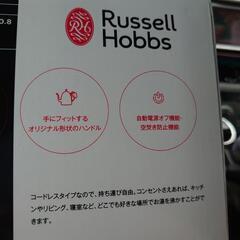 0.8
RH
Russell
Hobbs
手にフィットする
オリジナル形状のハンドル
自動電源オフ機能・
空焚き防止機能
コードレスタイプなので、持ち運び自由。コンセントさえあれば、キッチ
ンやリビング、寝室など、どこでも好きな場所でお湯を沸かすことがで
きます。